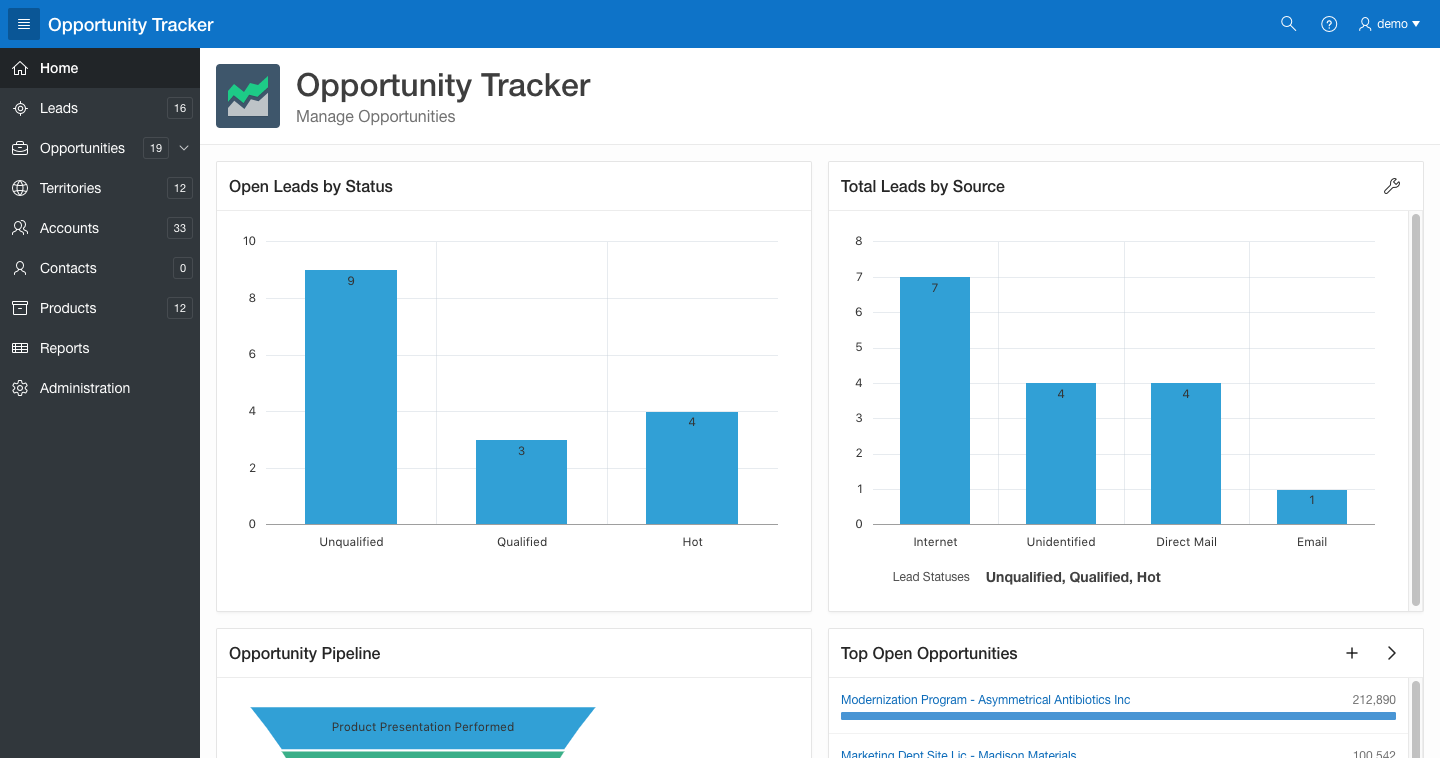 Opportunity Tracker
demo
Home
Leads 16
Opportunities 19
Territories 12
Accounts 33
Contacts 0
Products 12
Reports
Administration
Opportunity Tracker
Manage Opportunities
Open Leads by Status
10
8
6
4
2
0
9
3
4
Unqualified Qualified Hot
Total Leads by Source
8
7
6
5
4
3
2
1
0
7
4
4
1
Internet Unidentified Direct Mail Email
Lead Statuses Unqualified, Qualified, Hot
Opportunity Pipeline
Product Presentation Performed
Top Open Opportunities
Modernization Program - Asymmetrical Antibiotics Inc 212,890
Marketing Dept Site Lic - Madison Materials 100,542